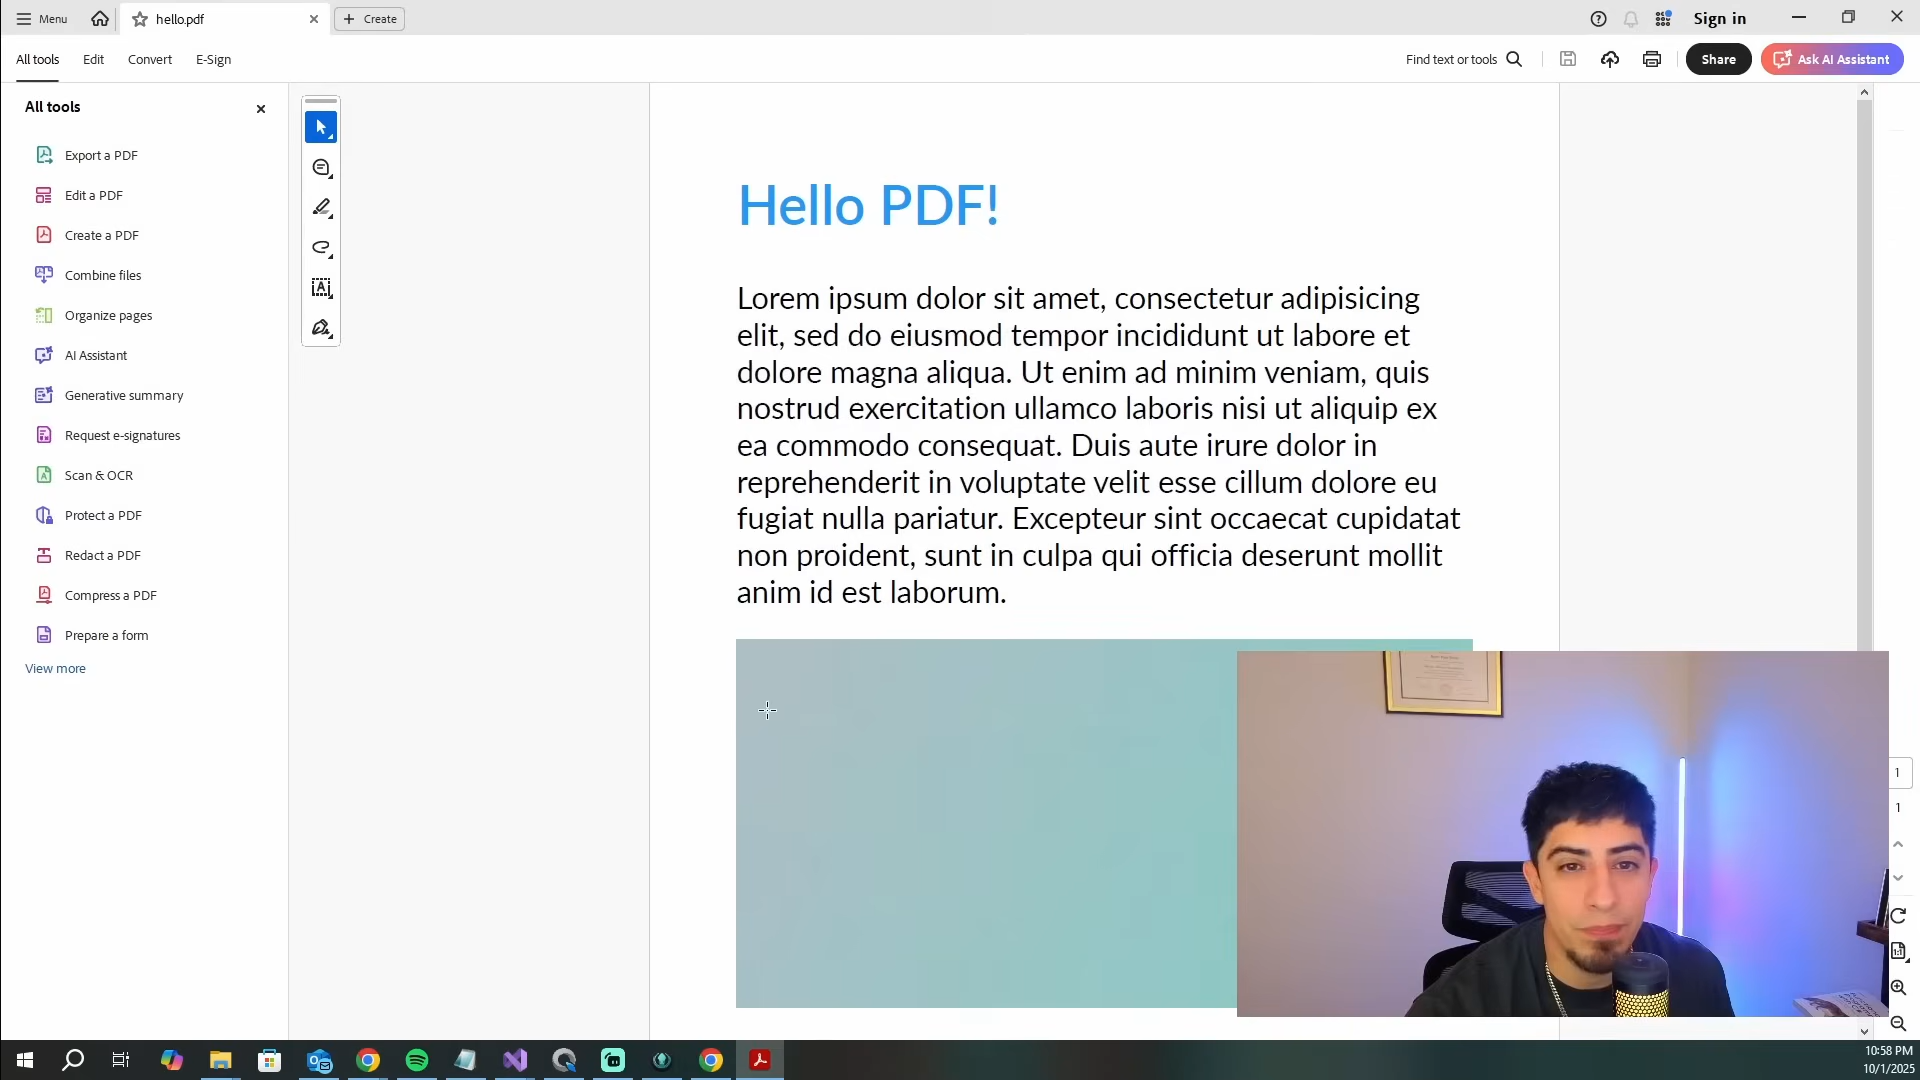 Menu
hello.pdf
Create
Sign in
All tools
Edit
Convert
E-Sign
Find text or tools
Share
Ask AI Assistant
All tools
Export a PDF
Edit a PDF
Create a PDF
Combine files
Organize pages
AI Assistant
Generative summary
Request e-signatures
Scan & OCR
Protect a PDF
Redact a PDF
Compress a PDF
Prepare a form
View more
Hello PDF!
Lorem ipsum dolor sit amet, consectetur adipisicing
elit, sed do eiusmod tempor incididunt ut labore et
dolore magna aliqua. Ut enim ad minim veniam, quis
nostrud exercitation ullamco laboris nisi ut aliquip ex
ea commodo consequat. Duis aute irure dolor in
reprehenderit in voluptate velit esse cillum dolore eu
fugiat nulla pariatur. Excepteur sint occaecat cupidatat
non proident, sunt in culpa qui officia deserunt mollit
anim id est laborum.
1
1
10:58 PM
10/1/2025